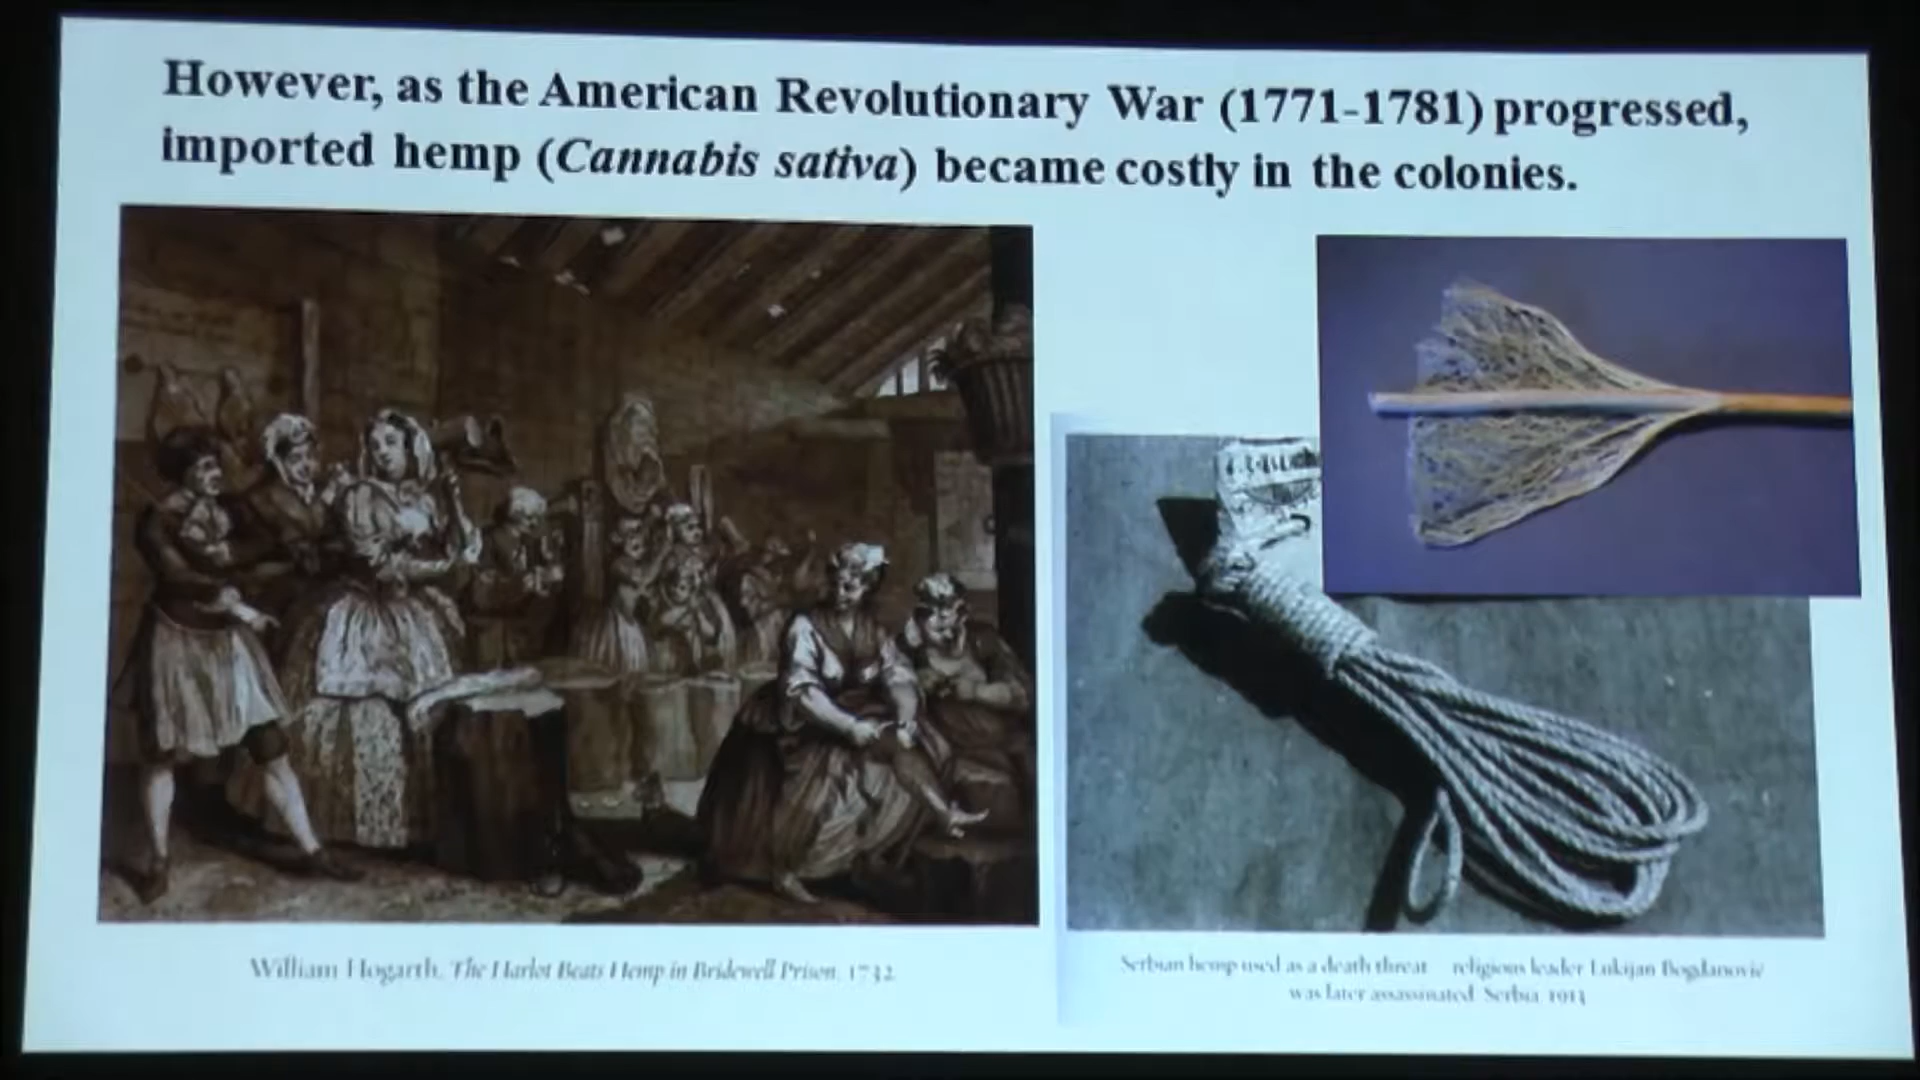 However, as the American Revolutionary War (1771-1781) progressed,
imported hemp (Cannabis sativa) became costly in the colonies.
William Hogarth, The Harlot Beats Hemp in Bridewell Prison, 1732
Serbian hemp used as a death threat religious leader Lukijan Bogdanovic
was later assassinated Serbia 1913